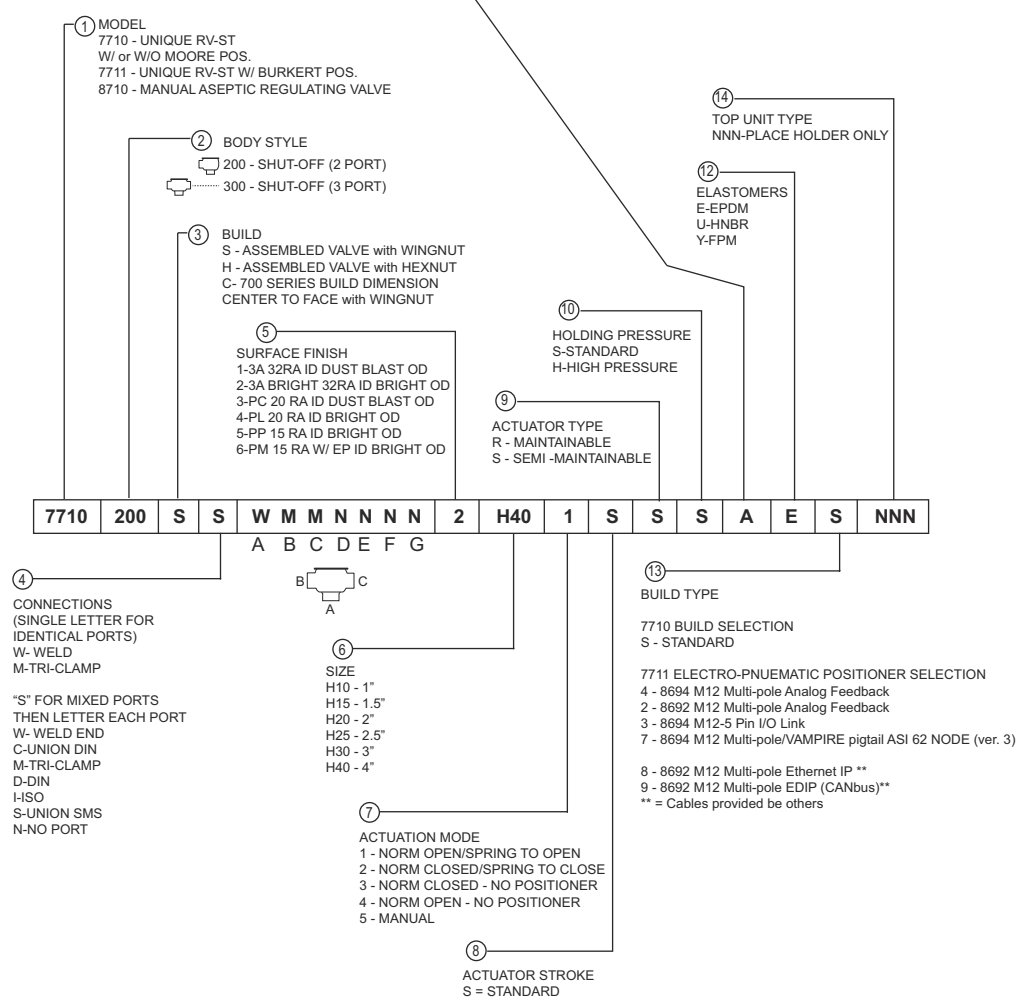 1 MODEL
7710 - UNIQUE RV-ST
W/ or W/O MOORE POS.
7711 - UNIQUE RV-ST W/ BURKERT POS.
8710 - MANUAL ASEPTIC REGULATING VALVE
2 BODY STYLE
200 - SHUT-OFF (2 PORT)
300 - SHUT-OFF (3 PORT)
3 BUILD
S - ASSEMBLED VALVE with WINGNUT
H - ASSEMBLED VALVE with HEXNUT
C- 700 SERIES BUILD DIMENSION
CENTER TO FACE with WINGNUT
5
SURFACE FINISH
1-3A 32RA ID DUST BLAST OD
2-3A BRIGHT 32RA ID BRIGHT OD
3-PC 20 RA ID DUST BLAST OD
4-PL 20 RA ID BRIGHT OD
5-PP 15 RA ID BRIGHT OD
6-PM 15 RA W/ EP ID BRIGHT OD
14
TOP UNIT TYPE
NNN-PLACE HOLDER ONLY
12
ELASTOMERS
E-EPDM
U-HNBR
Y-FPM
10
HOLDING PRESSURE
S-STANDARD
H-HIGH PRESSURE
9
ACTUATOR TYPE
R - MAINTAINABLE
S - SEMI -MAINTAINABLE
7710 200 S S W M M N N N N 2 H40 1 S S S A E S NNN
A B C D E F G
B C
A
4
CONNECTIONS
(SINGLE LETTER FOR
IDENTICAL PORTS)
W- WELD
M-TRI-CLAMP
“S” FOR MIXED PORTS
THEN LETTER EACH PORT
W- WELD END
C-UNION DIN
M-TRI-CLAMP
D-DIN
I-ISO
S-UNION SMS
N-NO PORT
6
SIZE
H10 - 1”
H15 - 1.5”
H20 - 2”
H25 - 2.5”
H30 - 3”
H40 - 4”
7
ACTUATION MODE
1 - NORM OPEN/SPRING TO OPEN
2 - NORM CLOSED/SPRING TO CLOSE
3 - NORM CLOSED - NO POSITIONER
4 - NORM OPEN - NO POSITIONER
5 - MANUAL
8
ACTUATOR STROKE
S = STANDARD
13
BUILD TYPE
7710 BUILD SELECTION
S - STANDARD
7711 ELECTRO-PNUEMATIC POSITIONER SELECTION
4 - 8694 M12 Multi-pole Analog Feedback
2 - 8692 M12 Multi-pole Analog Feedback
3 - 8694 M12-5 Pin I/O Link
7 - 8694 M12 Multi-pole/VAMPIRE pigtail ASI 62 NODE (ver. 3)
8 - 8692 M12 Multi-pole Ethernet IP **
9 - 8692 M12 Multi-pole EDIP (CANbus)**
** = Cables provided be others